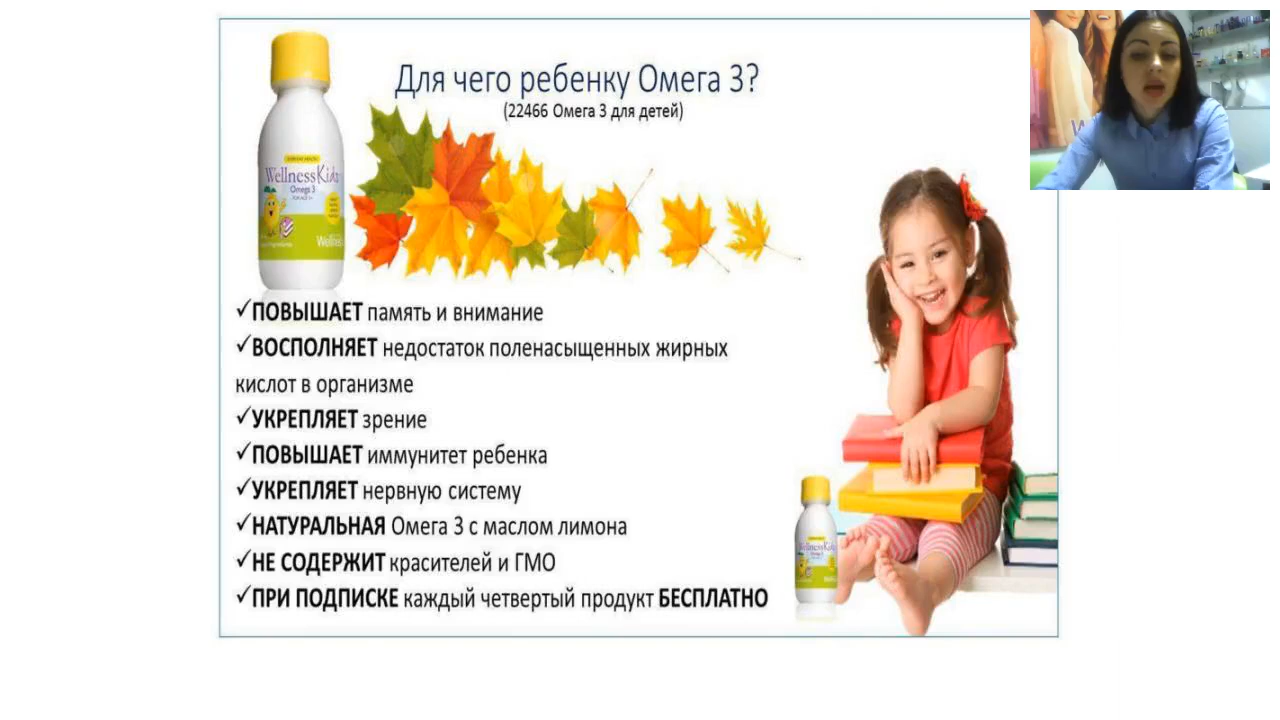 Для чего ребенку Омега 3?
(22466 Омега 3 для детей)
WellnessKids
Omega 3
✓ПОВЫШАЕТ память и внимание
✓ВОСПОЛНЯЕТ недостаток поленасыщенных жирных
кислот в организме
✓УКРЕПЛЯЕТ зрение
✓ПОВЫШАЕТ иммунитет ребенка
✓УКРЕПЛЯЕТ нервную систему
✓НАТУРАЛЬНАЯ Омега 3 с маслом лимона
✓НЕ СОДЕРЖИТ красителей и ГМО
✓ПРИ ПОДПИСКЕ каждый четвертый продукт БЕСПЛАТНО